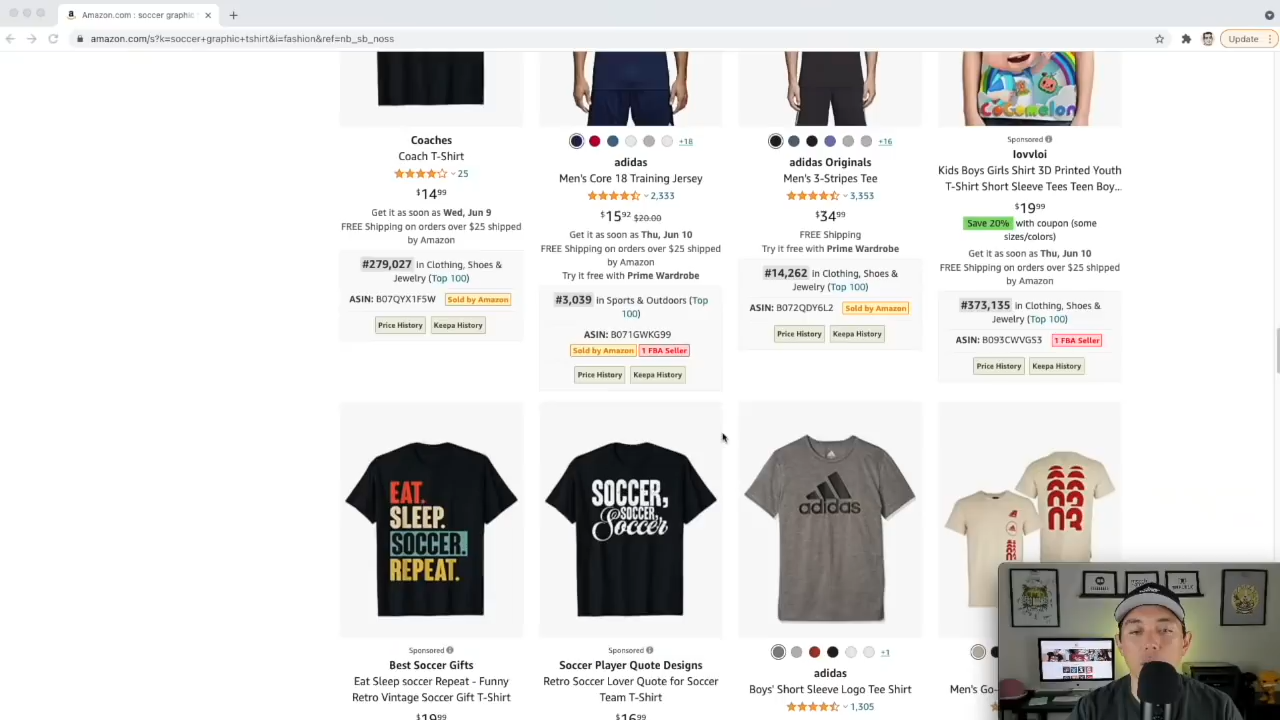 Amazon.com : soccer graphic
amazon.com/s?k=soccer+graphic+tshirt&i=fashion&ref=nb_sb_noss
Update
Cocomelon
Coaches
Coach T-Shirt
25
$14.99
Get it as soon as Wed, Jun 9
FREE Shipping on orders over $25 shipped
by Amazon
#279,027 in Clothing, Shoes &
Jewelry (Top 100)
ASIN: B07QYX1F5W Sold by Amazon
Price History Keepa History
+18
adidas
Men's Core 18 Training Jersey
2,333
$15.92 $20.00
Get it as soon as Thu, Jun 10
FREE Shipping on orders over $25 shipped
by Amazon
Try it free with Prime Wardrobe
#3,039 in Sports & Outdoors (Top
100)
ASIN: B071GWKG99
Sold by Amazon 1 FBA Seller
Price History Keepa History
+16
adidas Originals
Men's 3-Stripes Tee
3,353
$34.99
FREE Shipping
Try it free with Prime Wardrobe
#14,262 in Clothing, Shoes &
Jewelry (Top 100)
ASIN: B072QDY6L2 Sold by Amazon
Price History Keepa History
Sponsored
lovvloi
Kids Boys Girls Shirt 3D Printed Youth
T-Shirt Short Sleeve Tees Teen Boy...
$19.99
Save 20% with coupon (some
sizes/colors)
Get it as soon as Thu, Jun 10
FREE Shipping on orders over $25 shipped
by Amazon
#373,135 in Clothing, Shoes &
Jewelry (Top 100)
ASIN: B093CWVGS3 1 FBA Seller
Price History Keepa History
EAT.
SLEEP.
SOCCER.
REPEAT.
Sponsored
Best Soccer Gifts
Eat Sleep soccer Repeat - Funny
Retro Vintage Soccer Gift T-Shirt
$19.99
SOCCER,
Soccer,
Soccer
Sponsored
Soccer Player Quote Designs
Retro Soccer Lover Quote for Soccer
Team T-Shirt
$16.99
adidas
+1
adidas
Boys' Short Sleeve Logo Tee Shirt
1,305
Men's Go-